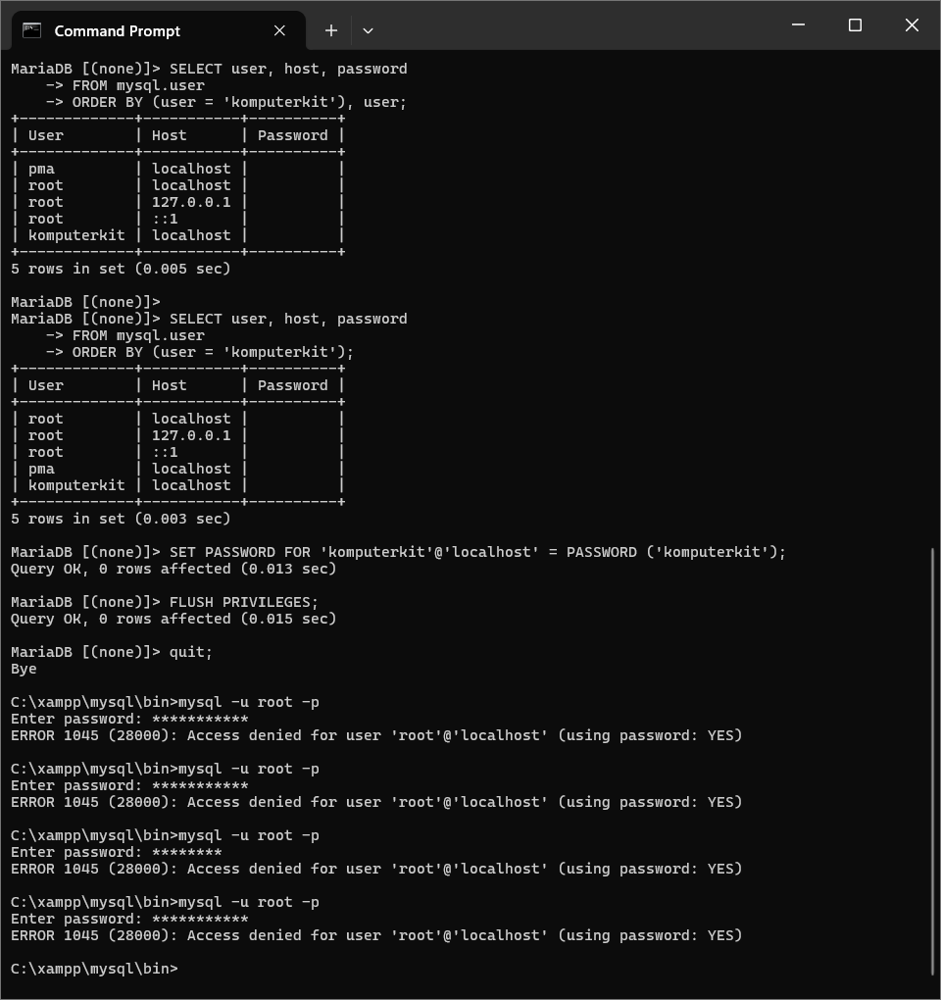 Command Prompt
MariaDB [(none)]> SELECT user, host, password
    -> FROM mysql.user
    -> ORDER BY (user = 'komputerkit'), user;
+-------------+-----------+----------+
| User        | Host      | Password |
+-------------+-----------+----------+
| pma         | localhost |          |
| root        | localhost |          |
| root        | 127.0.0.1 |          |
| root        | ::1       |          |
| komputerkit | localhost |          |
+-------------+-----------+----------+
5 rows in set (0.005 sec)
MariaDB [(none)]>
MariaDB [(none)]> SELECT user, host, password
    -> FROM mysql.user
    -> ORDER BY (user = 'komputerkit');
+-------------+-----------+----------+
| User        | Host      | Password |
+-------------+-----------+----------+
| root        | localhost |          |
| root        | 127.0.0.1 |          |
| root        | ::1       |          |
| pma         | localhost |          |
| komputerkit | localhost |          |
+-------------+-----------+----------+
5 rows in set (0.003 sec)
MariaDB [(none)]> SET PASSWORD FOR 'komputerkit'@'localhost' = PASSWORD ('komputerkit');
Query OK, 0 rows affected (0.013 sec)
MariaDB [(none)]> FLUSH PRIVILEGES;
Query OK, 0 rows affected (0.015 sec)
MariaDB [(none)]> quit;
Bye
C:\xampp\mysql\bin>mysql -u root -p
Enter password: ***********
ERROR 1045 (28000): Access denied for user 'root'@'localhost' (using password: YES)
C:\xampp\mysql\bin>mysql -u root -p
Enter password: ***********
ERROR 1045 (28000): Access denied for user 'root'@'localhost' (using password: YES)
C:\xampp\mysql\bin>mysql -u root -p
Enter password: ********
ERROR 1045 (28000): Access denied for user 'root'@'localhost' (using password: YES)
C:\xampp\mysql\bin>mysql -u root -p
Enter password: ***********
ERROR 1045 (28000): Access denied for user 'root'@'localhost' (using password: YES)
C:\xampp\mysql\bin>